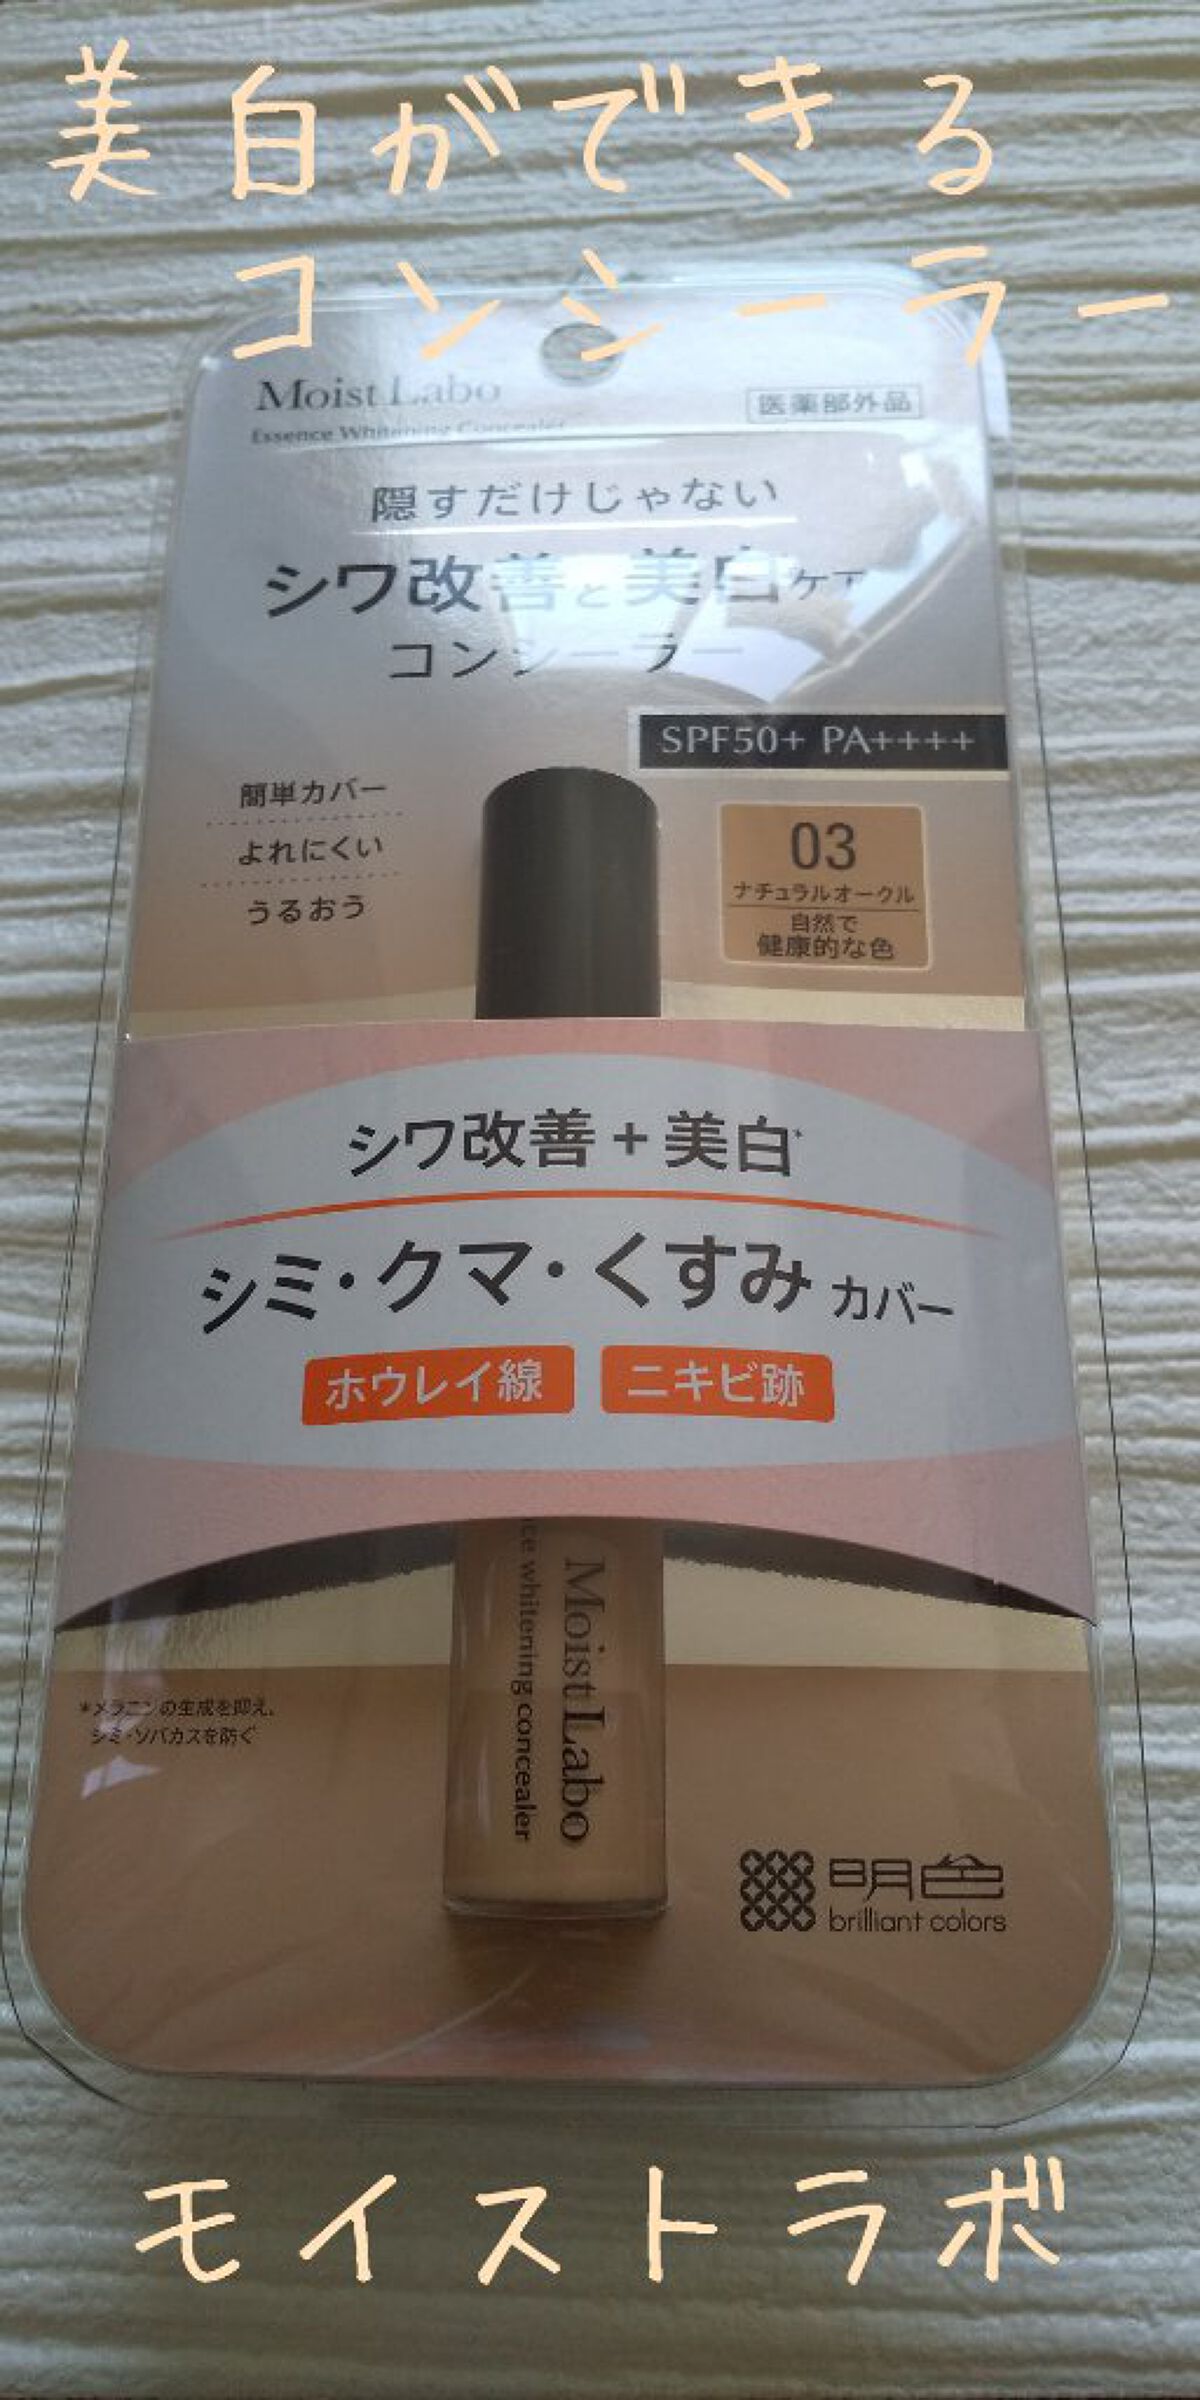 美白ができる
コンシーラー
Moist Labo
医薬部外品
Essence Whitening Concealer
隠すだけじゃない
シワ改善と美白ケア
コンシーラー
SPF50+ PA++++
簡単カバー
よれにくい
うるおう
03
ナチュラルオークル
自然で
健康的な色
シワ改善+美白*
シミ・クマ・くすみ カバー
ホウレイ線
ニキビ跡
Moist Labo
ce whitening concealer
*メラニンの生成を抑え、
シミ・ソバカスを防ぐ
明色
brilliant colors
モイストラボ